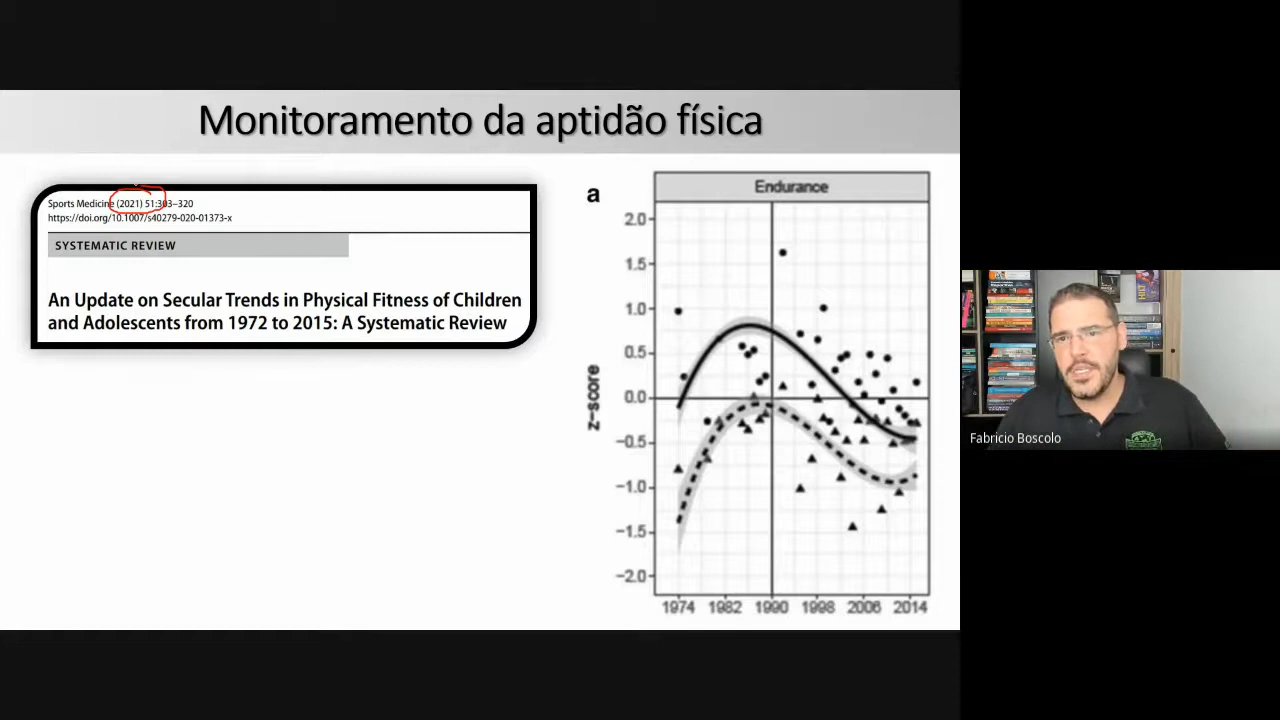 Monitoramento da aptidão física
Sports Medicine (2021) 51:303–320
https://doi.org/10.1007/s40279-020-01373-x
SYSTEMATIC REVIEW
An Update on Secular Trends in Physical Fitness of Children
and Adolescents from 1972 to 2015: A Systematic Review
a
Endurance
2.0
1.5
1.0
0.5
0.0
−0.5
−1.0
−1.5
−2.0
z-score
1974 1982 1990 1998 2006 2014
Fabricio Boscolo